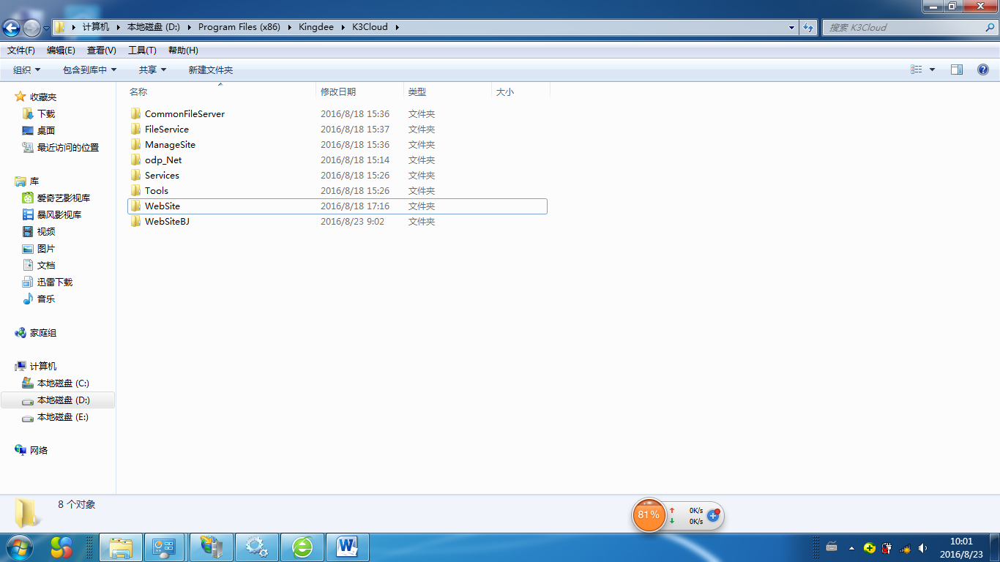 计算机 本地磁盘 (D:) Program Files (x86) Kingdee K3Cloud
搜索 K3Cloud
文件(F) 编辑(E) 查看(V) 工具(T) 帮助(H)
组织 包含到库中 共享 新建文件夹
名称 修改日期 类型 大小
收藏夹
下载
桌面
最近访问的位置
库
爱奇艺影视库
暴风影视库
视频
图片
文档
迅雷下载
音乐
家庭组
计算机
本地磁盘 (C:)
本地磁盘 (D:)
本地磁盘 (E:)
网络
CommonFileServer 2016/8/18 15:36 文件夹
FileService 2016/8/18 15:37 文件夹
ManageSite 2016/8/18 15:36 文件夹
odp_Net 2016/8/18 15:14 文件夹
Services 2016/8/18 15:26 文件夹
Tools 2016/8/18 15:26 文件夹
WebSite 2016/8/18 17:16 文件夹
WebSiteBJ 2016/8/23 9:02 文件夹
8 个对象
81%
0K/s
0K/s
10:01
2016/8/23